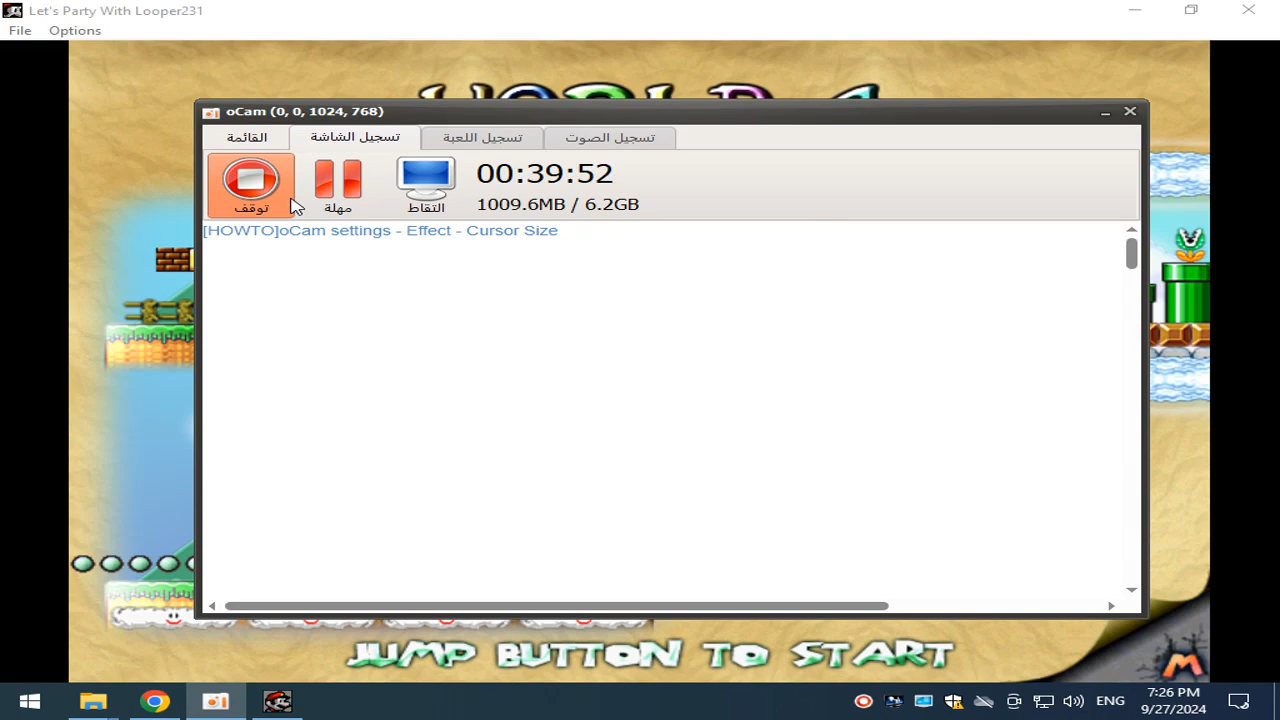 Let's Party With Looper231
File Options
oCam (0, 0, 1024, 768)
القائمة تسجيل الشاشة تسجيل اللعبة تسجيل الصوت
توقف مهلة التقاط
00:39:52
1009.6MB / 6.2GB
[HOWTO]oCam settings - Effect - Cursor Size
JUMP BUTTON TO START
M
ENG
7:26 PM
9/27/2024